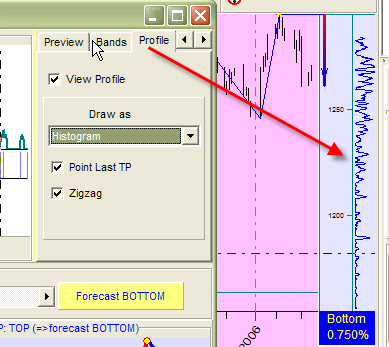 Preview Bands Profile
View Profile
Draw as
Histogram
Point Last TP
Zigzag
Forecast BOTTOM
P: TOP (=>forecast BOTTOM)
1250
1200
2006
Bottom
0.750%